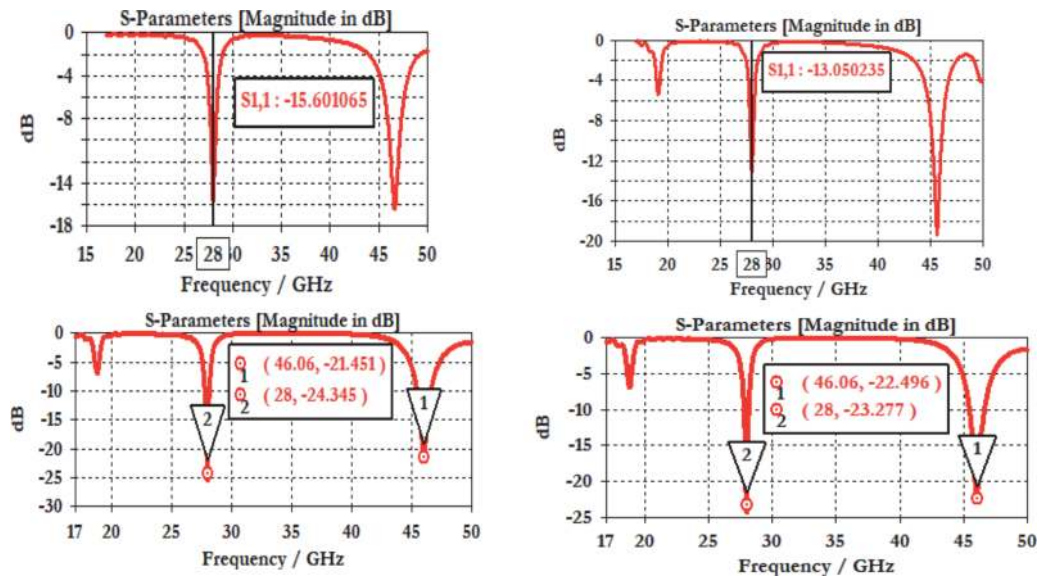 S-Parameters [Magnitude in dB]
0
-4
-8
-14
-18
dB
S1,1 : -15.601065
15 20 25 28 30 35 40 45 50
Frequency / GHz
S-Parameters [Magnitude in dB]
0
-4
-8
-12
-16
-20
dB
S1,1 : -13.050235
15 20 25 28 30 35 40 45 50
Frequency / GHz
S-Parameters [Magnitude in dB]
0
-5
-10
-15
-20
-25
-30
dB
1 ( 46.06, -21.451 )
2 ( 28, -24.345 )
2
1
17 20 25 30 35 40 45 50
Frequency / GHz
S-Parameters [Magnitude in dB]
0
-5
-10
-15
-20
-25
dB
1 ( 46.06, -22.496 )
2 ( 28, -23.277 )
2
1
17 20 25 30 35 40 45 50
Frequency / GHz